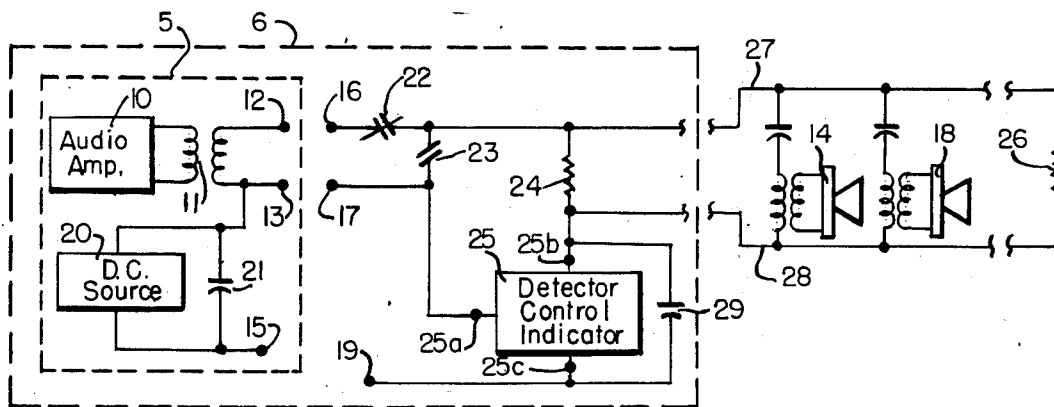 5
6
10
Audio
Amp.
11
12
13
16
22
23
17
24
27
14
18
26
28
20
D.C.
Source
21
15
25
25b
Detector
Control
Indicator
29
25a
25c
19